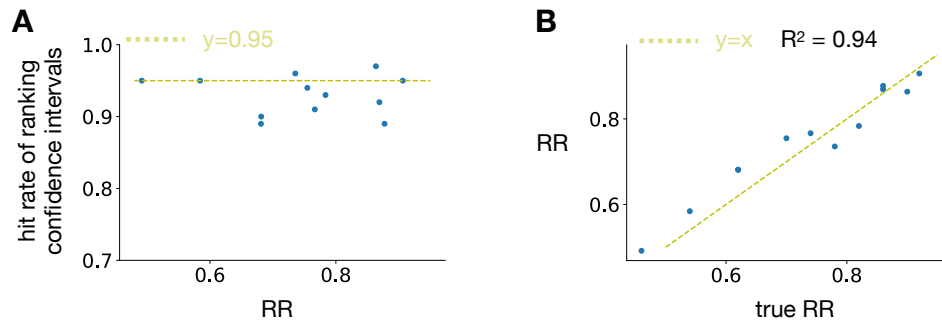 A
y=0.95
1.0
0.9
0.8
0.7
hit rate of ranking
confidence intervals
0.6
0.8
RR
B
y=x
R² = 0.94
0.8
0.6
RR
0.6
0.8
true RR